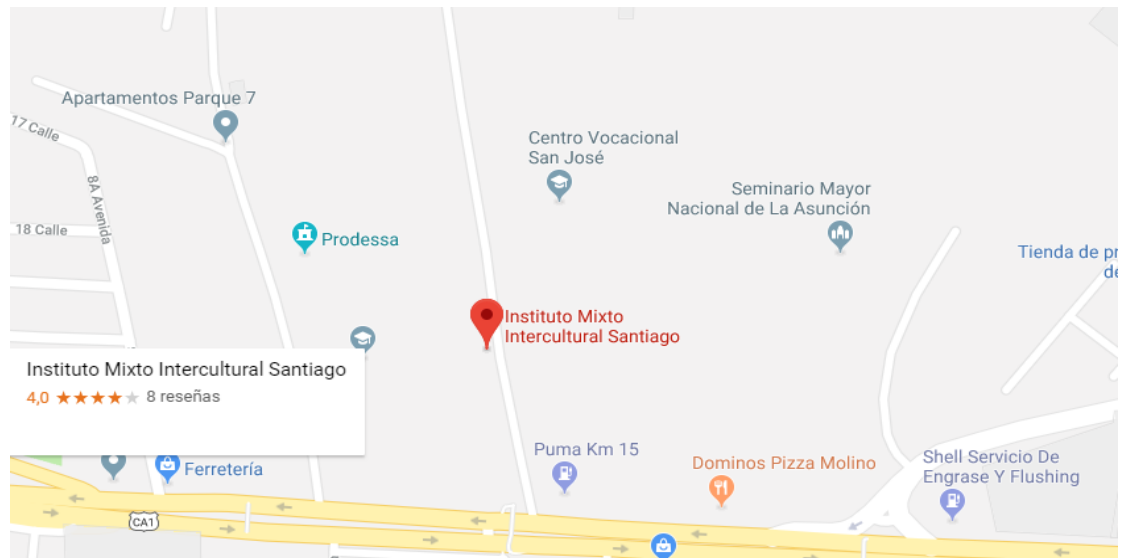 Apartamentos Parque 7
17 Calle
8A Avenida
18 Calle
Centro Vocacional
San José
Seminario Mayor
Nacional de La Asunción
Prodessa
Tienda de pr
de
Instituto Mixto
Intercultural Santiago
Instituto Mixto Intercultural Santiago
4,0 8 reseñas
Ferretería
Puma Km 15
Dominos Pizza Molino
Shell Servicio De
Engrase Y Flushing
CA1